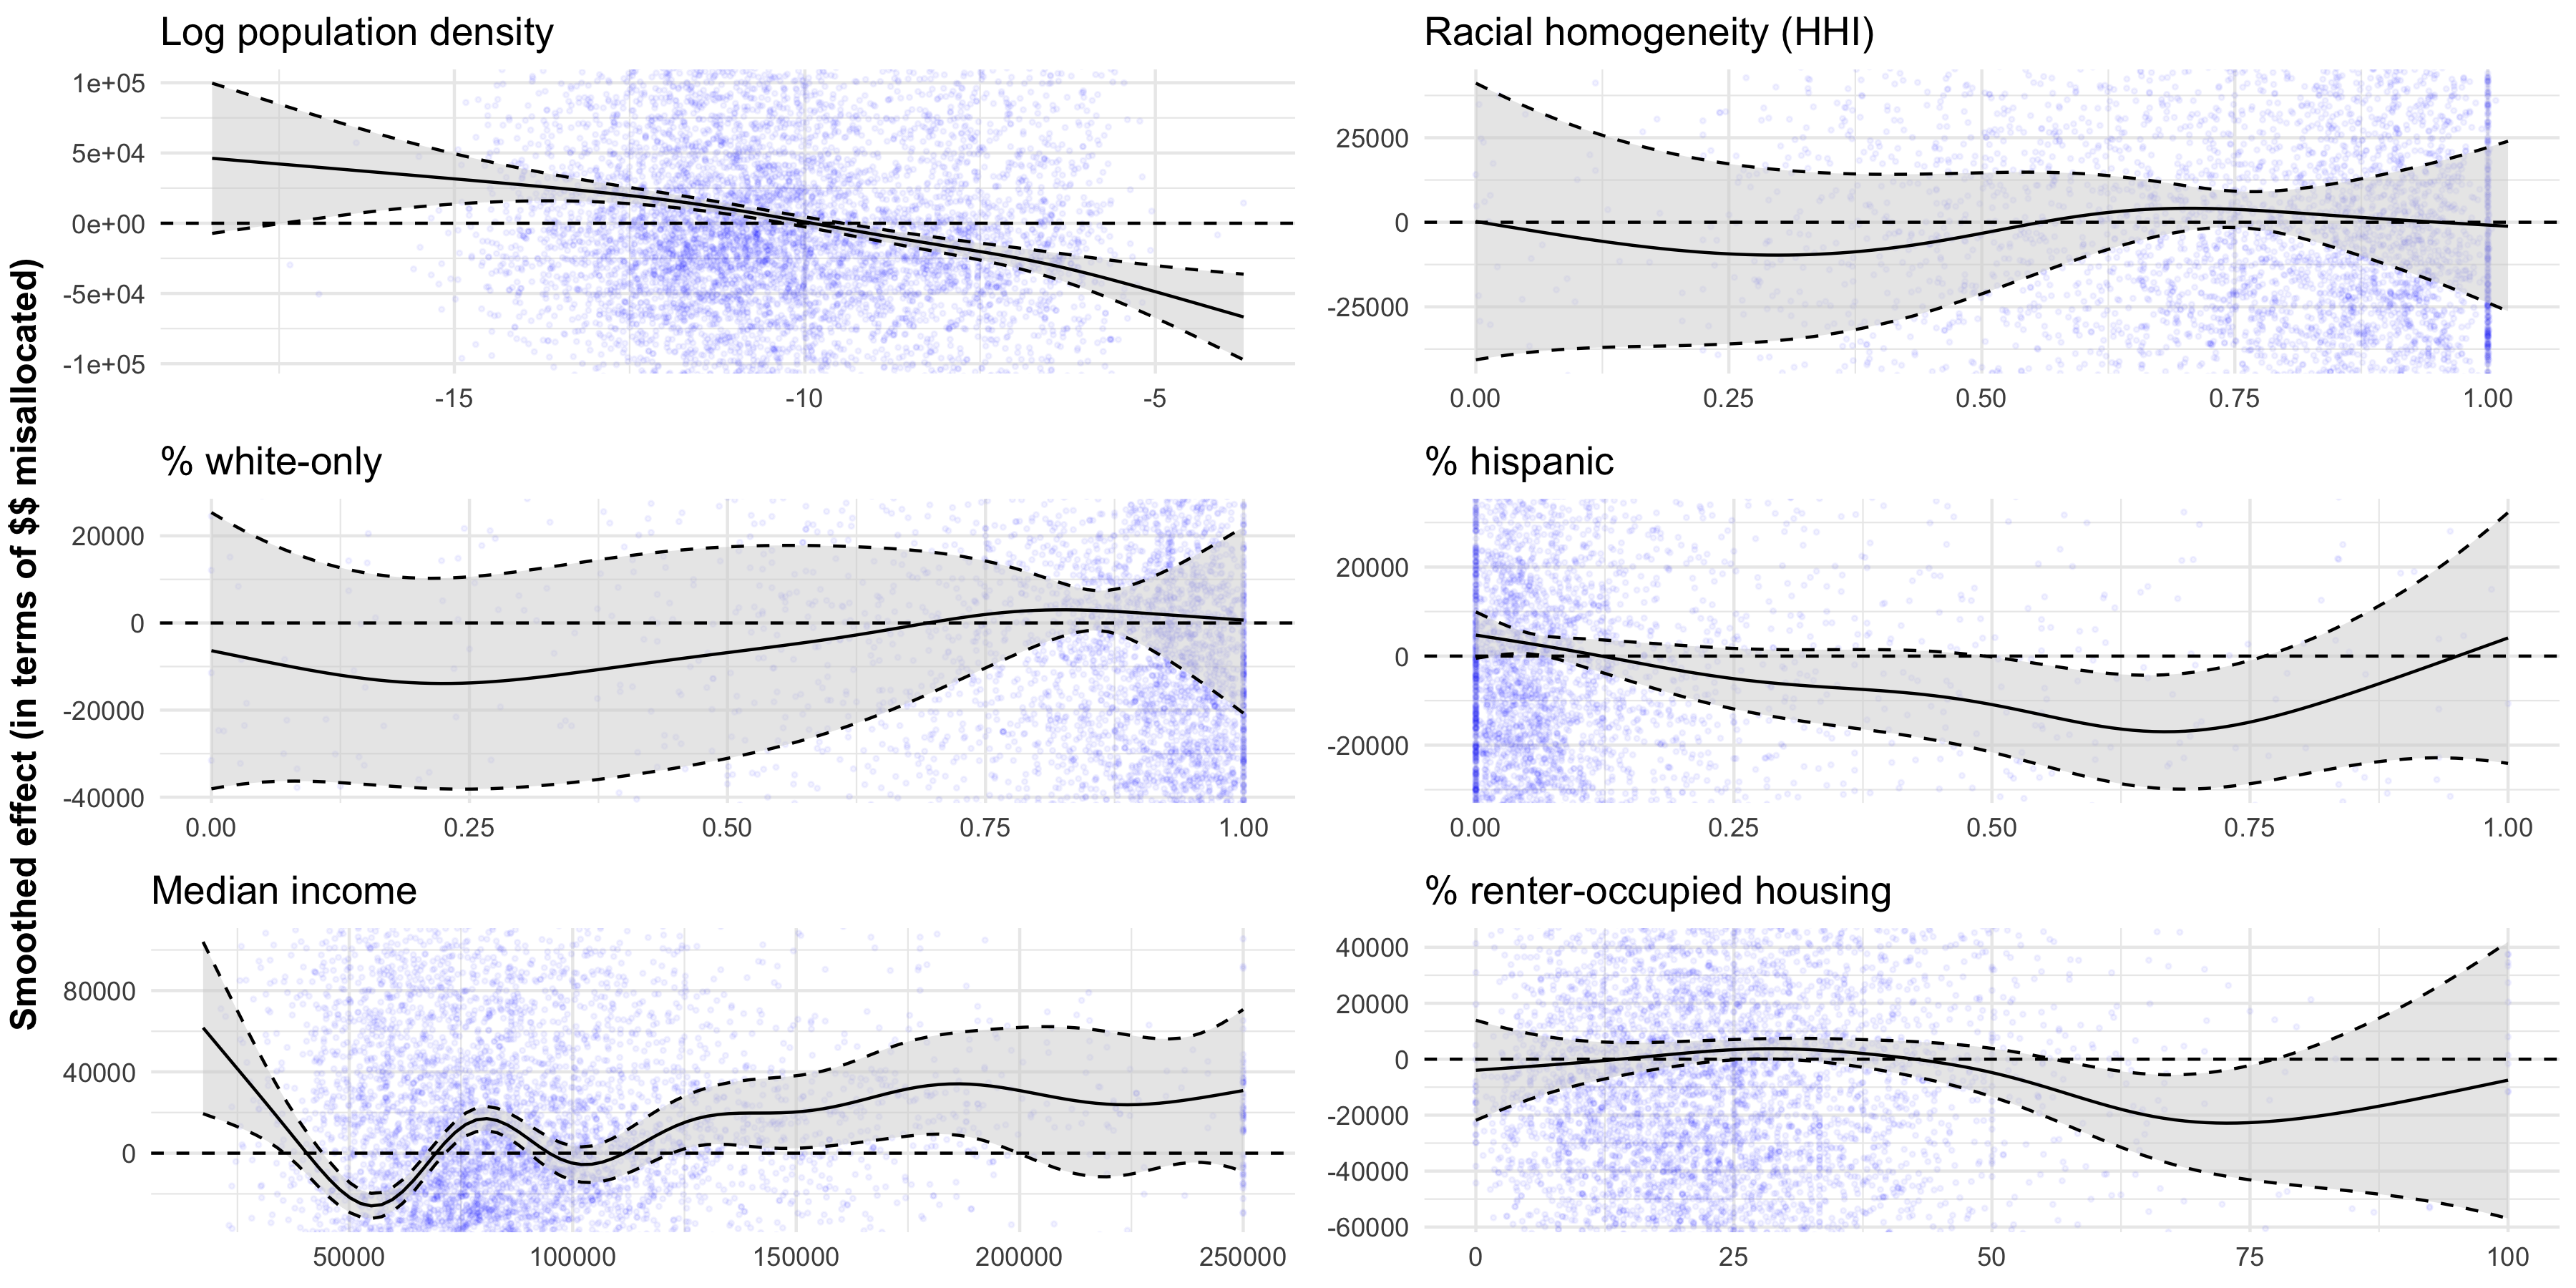 Smoothed effect (in terms of $$ misallocated)
Log population density
1e+05
5e+04
0e+00
-5e+04
-1e+05
-15 -10 -5
Racial homogeneity (HHI)
25000
0
-25000
0.00 0.25 0.50 0.75 1.00
% white-only
20000
0
-20000
-40000
0.00 0.25 0.50 0.75 1.00
% hispanic
20000
0
-20000
0.00 0.25 0.50 0.75 1.00
Median income
80000
40000
0
50000 100000 150000 200000 250000
% renter-occupied housing
40000
20000
0
-20000
-40000
-60000
0 25 50 75 100